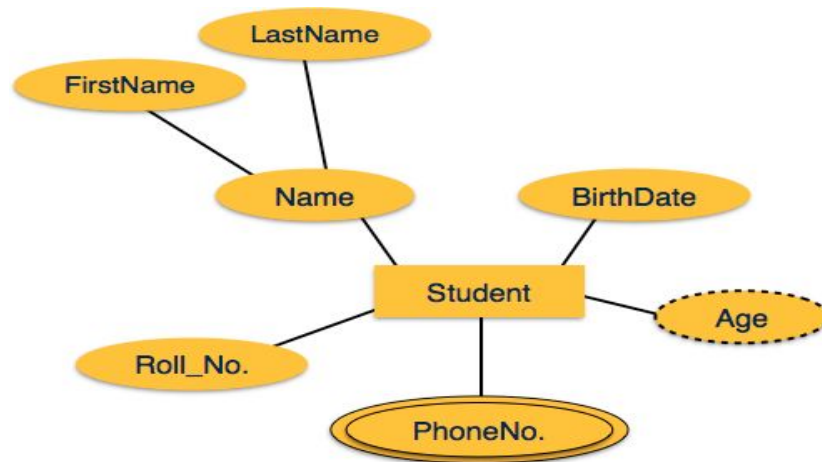 LastName
FirstName
Name
BirthDate
Student
Age
Roll_No.
PhoneNo.